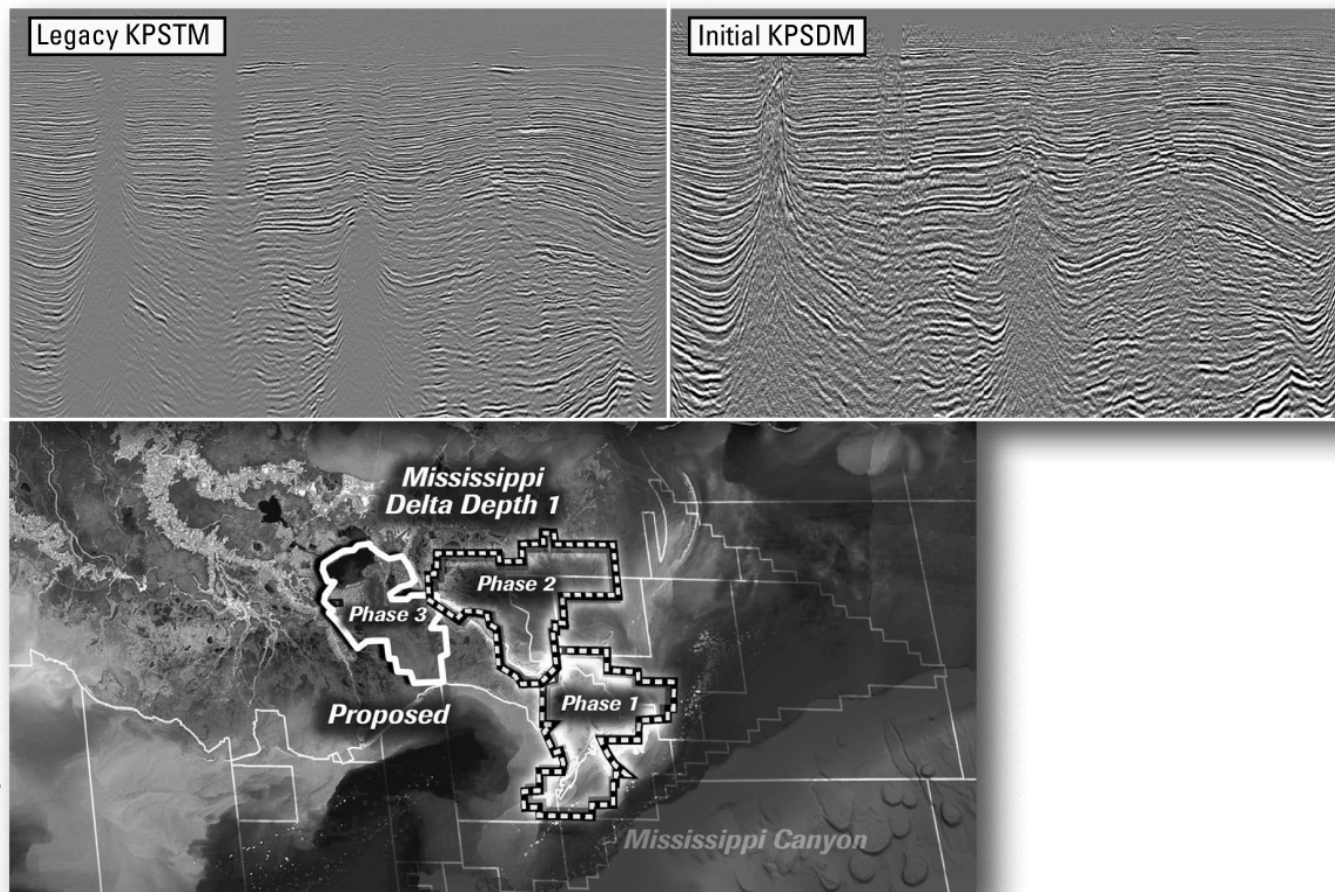 Legacy KPSTM
Initial KPSDM
Mississippi
Delta Depth 1
Phase 2
Phase 3
Phase 1
Proposed
Mississippi Canyon